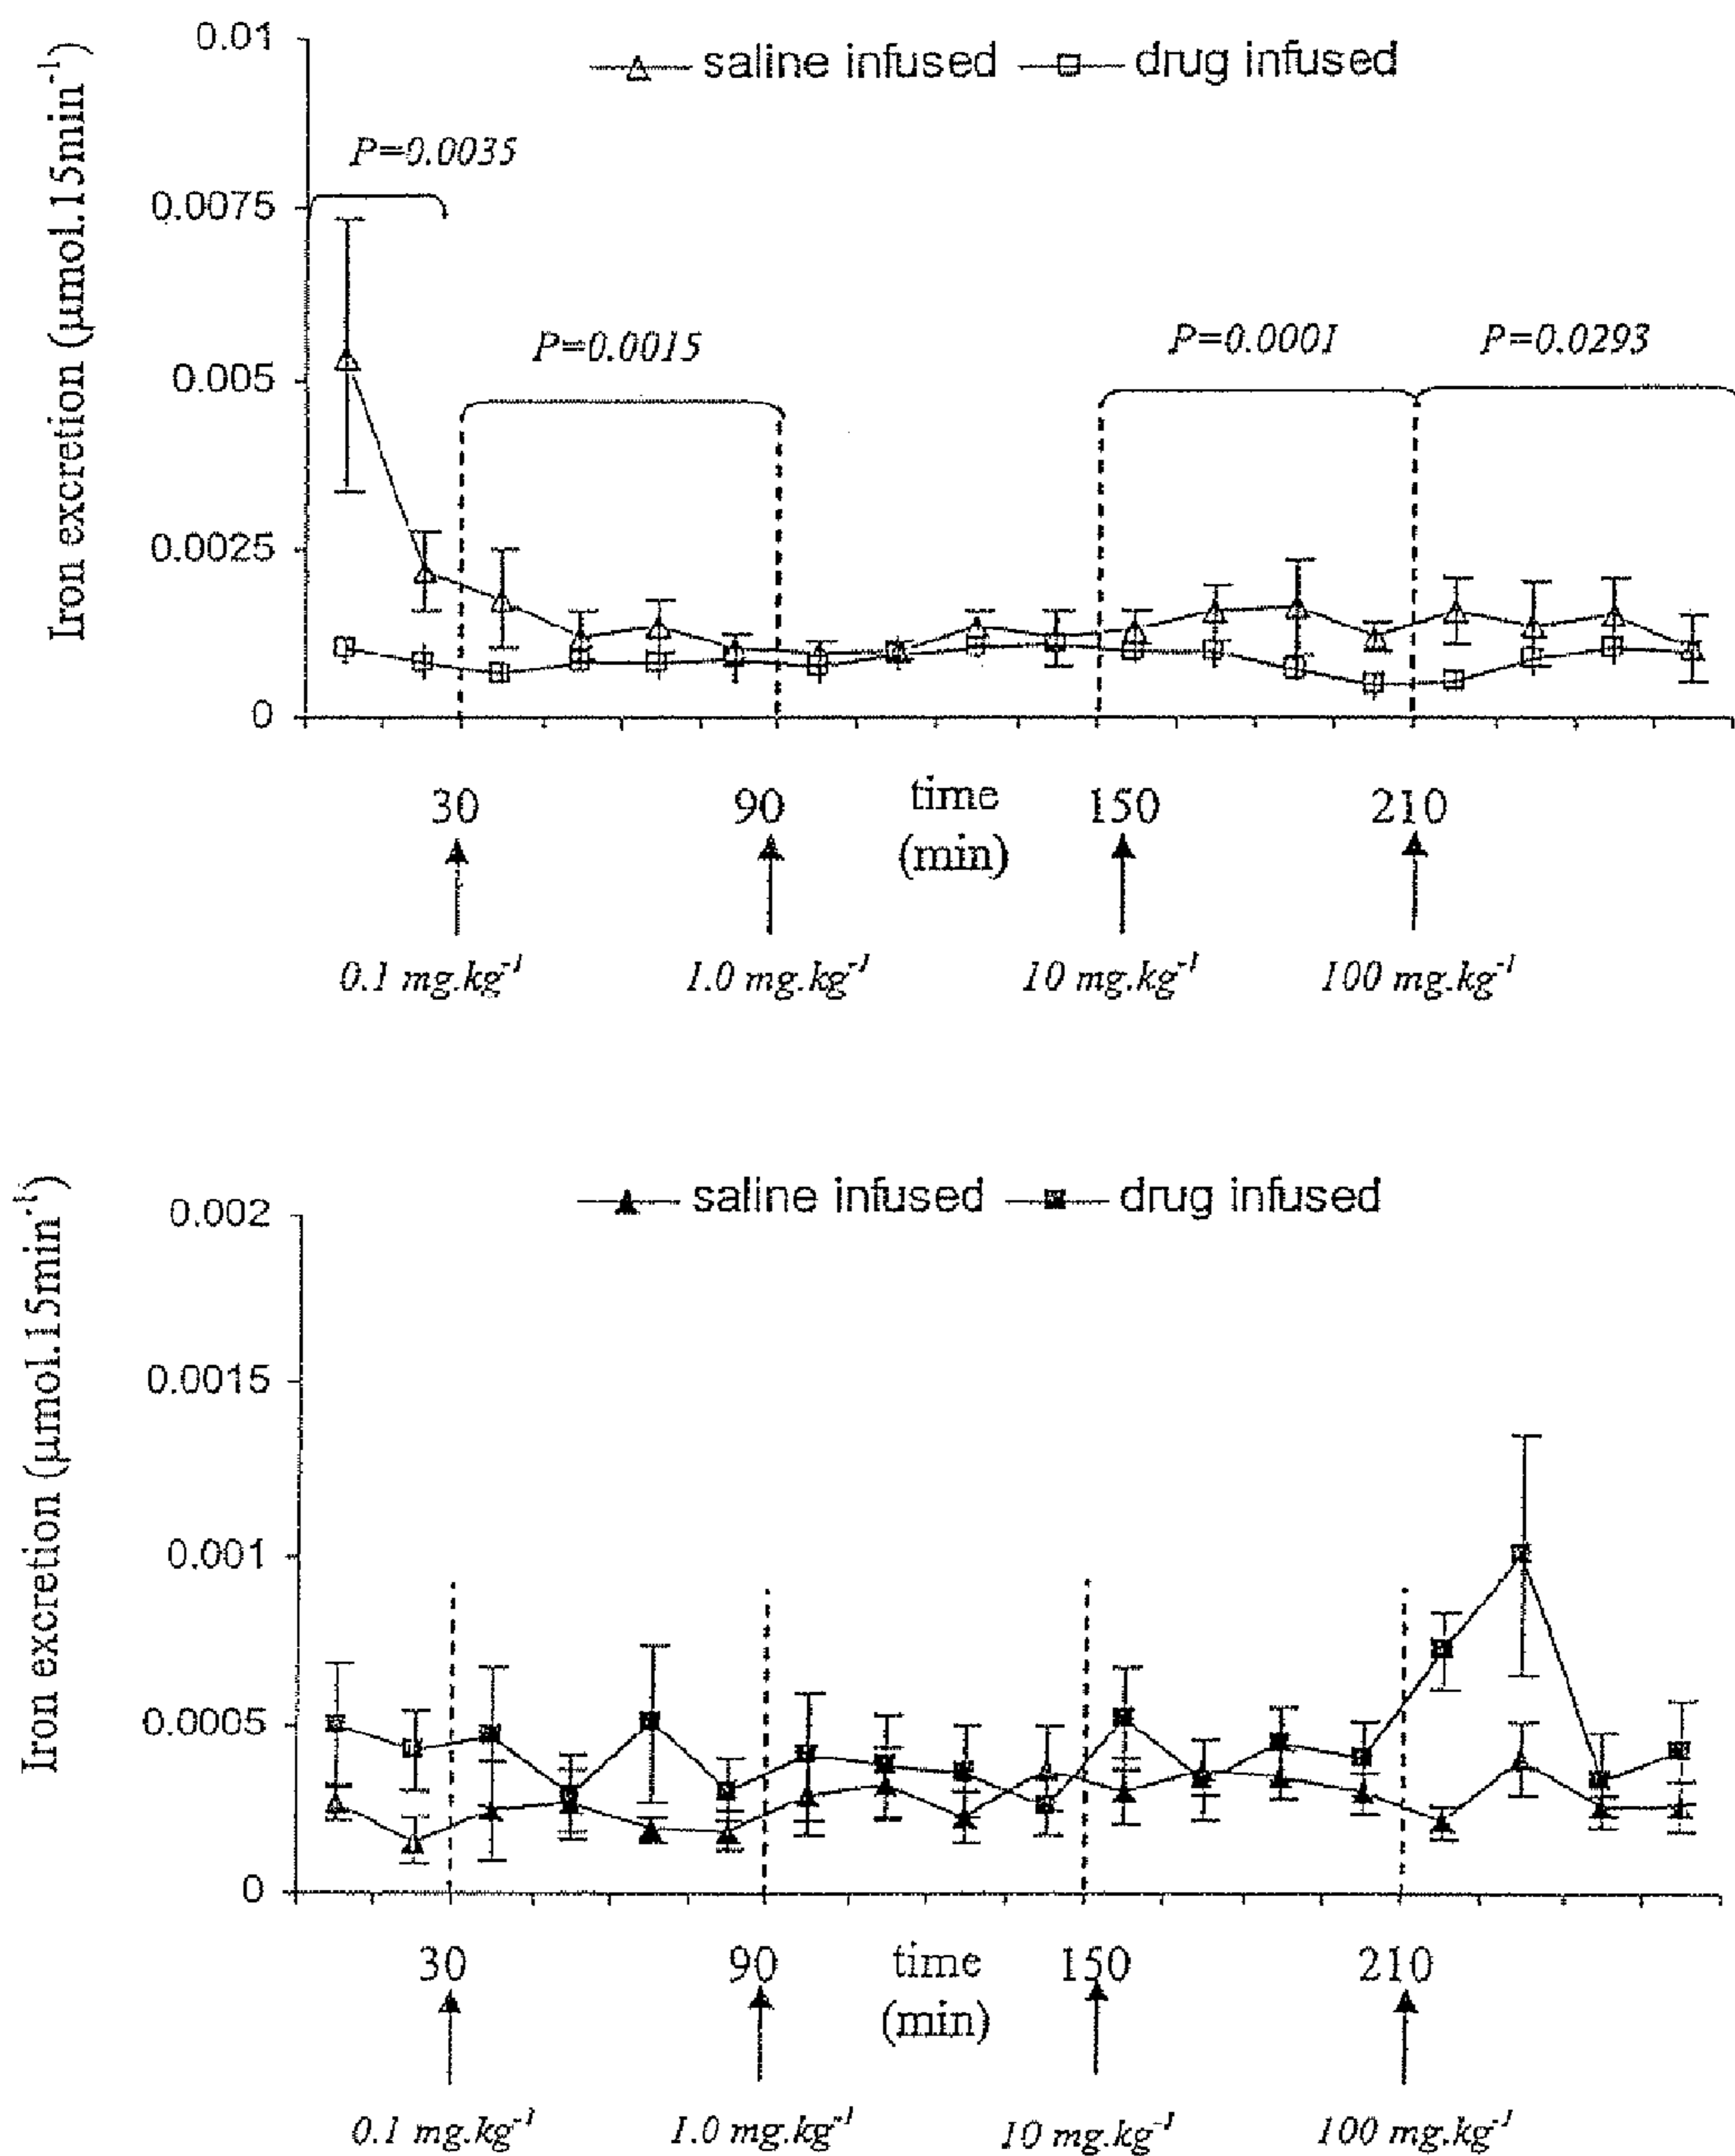 0.01
saline infused drug infused
P=0.0035
0.0075
P=0.0015 P=0.0001 P=0.0293
0.005
0.0025
0
Iron excretion (µmol.15min⁻¹)
30 90 time (min) 150 210
0.1 mg.kg⁻¹ 1.0 mg.kg⁻¹ 10 mg.kg⁻¹ 100 mg.kg⁻¹
saline infused drug infused
0.002
0.0015
0.001
0.0005
0
Iron excretion (µmol.15min⁻¹)
30 90 time (min) 150 210
0.1 mg.kg⁻¹ 1.0 mg.kg⁻¹ 10 mg.kg⁻¹ 100 mg.kg⁻¹